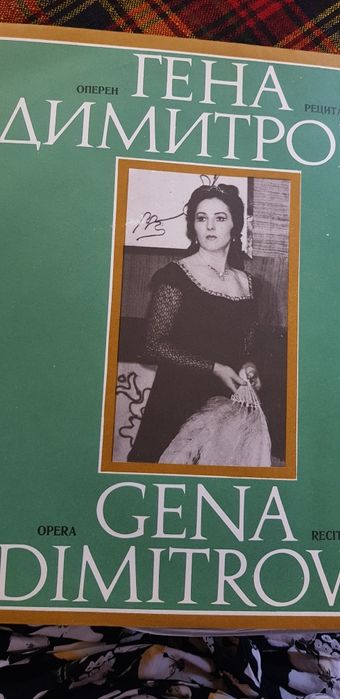 ОПЕРЕН ГЕНА РЕЦИТА
ДИМИТРО
OPERA GENA RECIT
DIMITROV